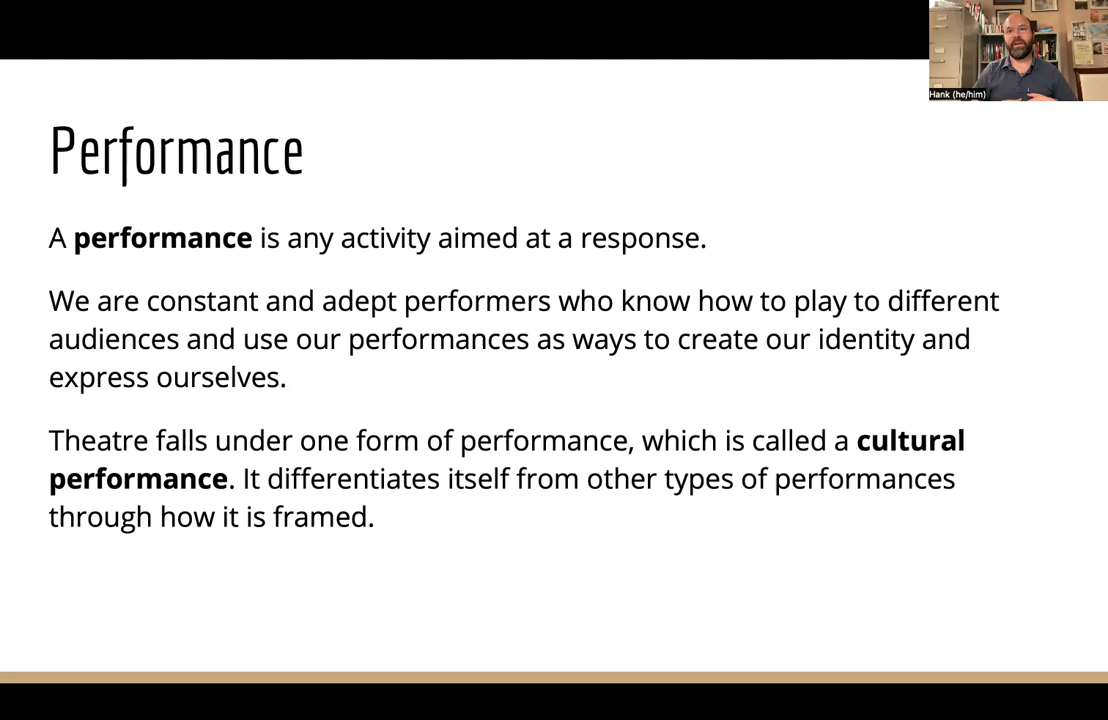 Hank (he/him)
Performance
A performance is any activity aimed at a response.
We are constant and adept performers who know how to play to different
audiences and use our performances as ways to create our identity and
express ourselves.
Theatre falls under one form of performance, which is called a cultural
performance. It differentiates itself from other types of performances
through how it is framed.